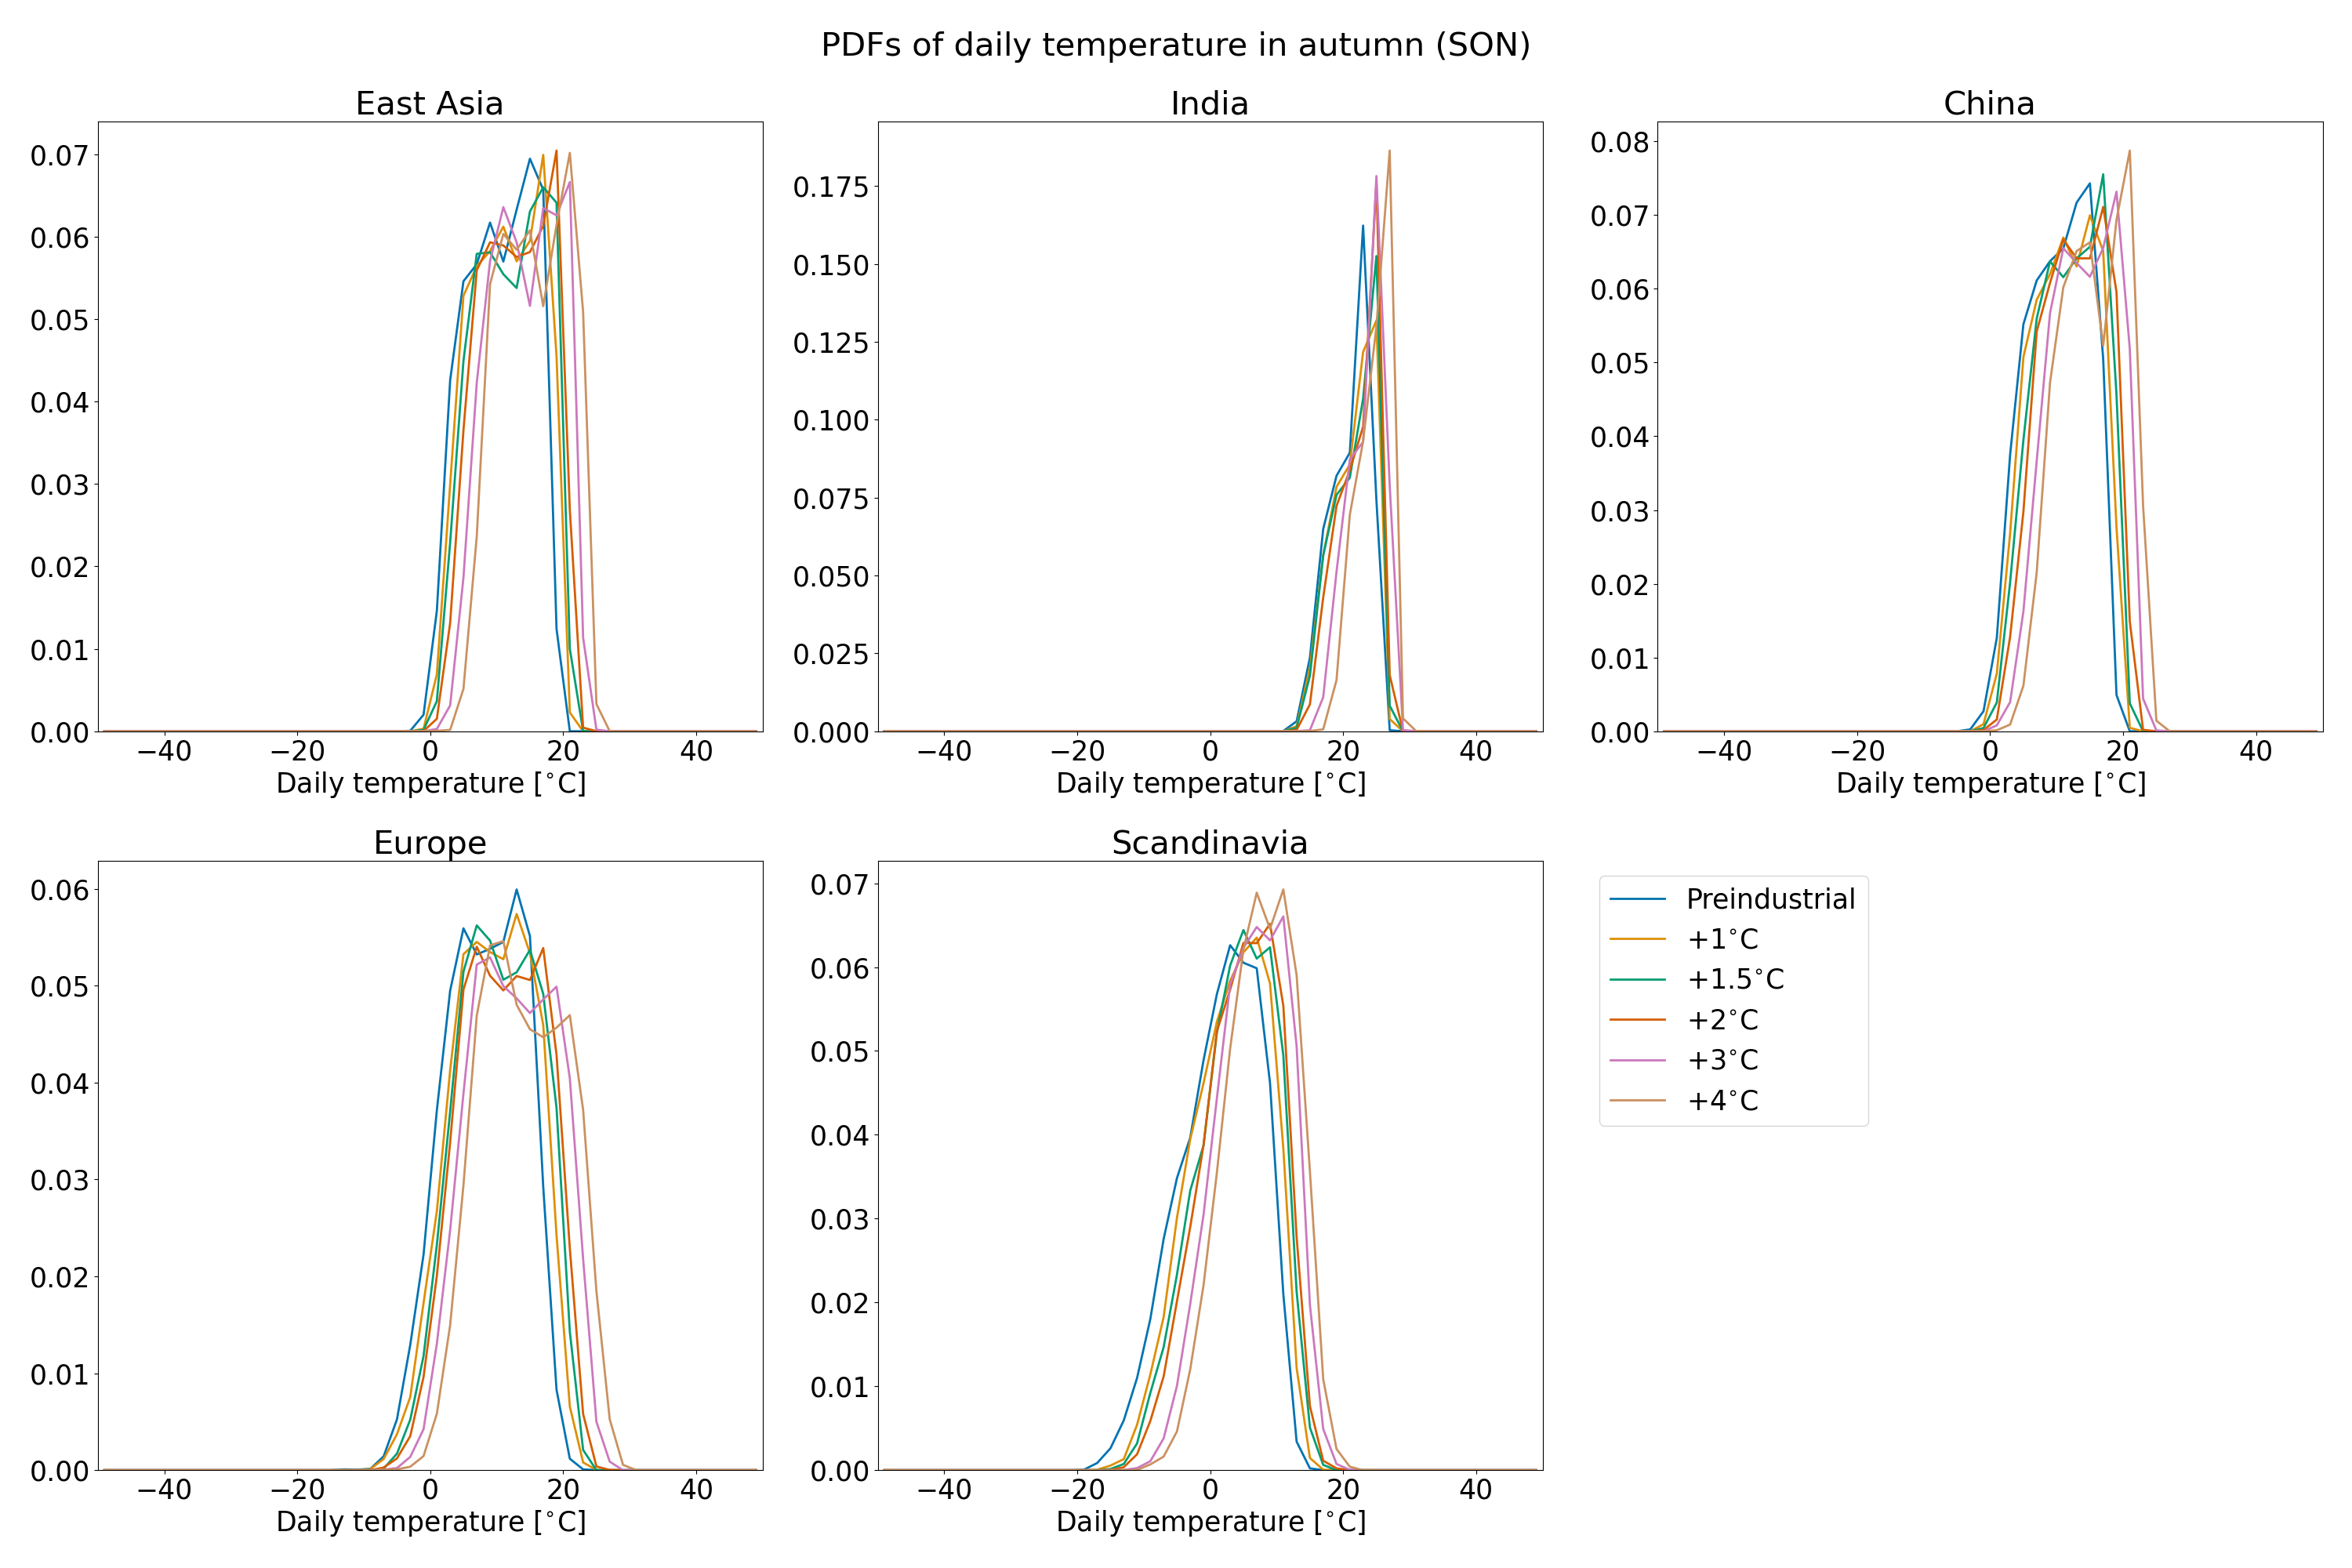 PDFs of daily temperature in autumn (SON)
East Asia
0.07
0.06
0.05
0.04
0.03
0.02
0.01
0.00
−40 −20 0 20 40
Daily temperature [°C]
India
0.175
0.150
0.125
0.100
0.075
0.050
0.025
0.000
−40 −20 0 20 40
Daily temperature [°C]
China
0.08
0.07
0.06
0.05
0.04
0.03
0.02
0.01
0.00
−40 −20 0 20 40
Daily temperature [°C]
Europe
0.06
0.05
0.04
0.03
0.02
0.01
0.00
−40 −20 0 20 40
Daily temperature [°C]
Scandinavia
0.07
0.06
0.05
0.04
0.03
0.02
0.01
0.00
−40 −20 0 20 40
Daily temperature [°C]
Preindustrial
+1°C
+1.5°C
+2°C
+3°C
+4°C